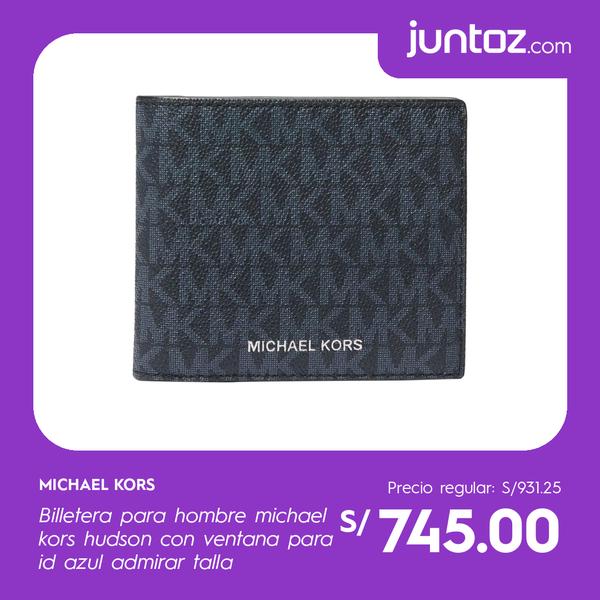 juntoz.com
MICHAEL KORS
MICHAEL KORS
Billetera para hombre michael
kors hudson con ventana para
id azul admirar talla
Precio regular: S/931.25
S/ 745.00